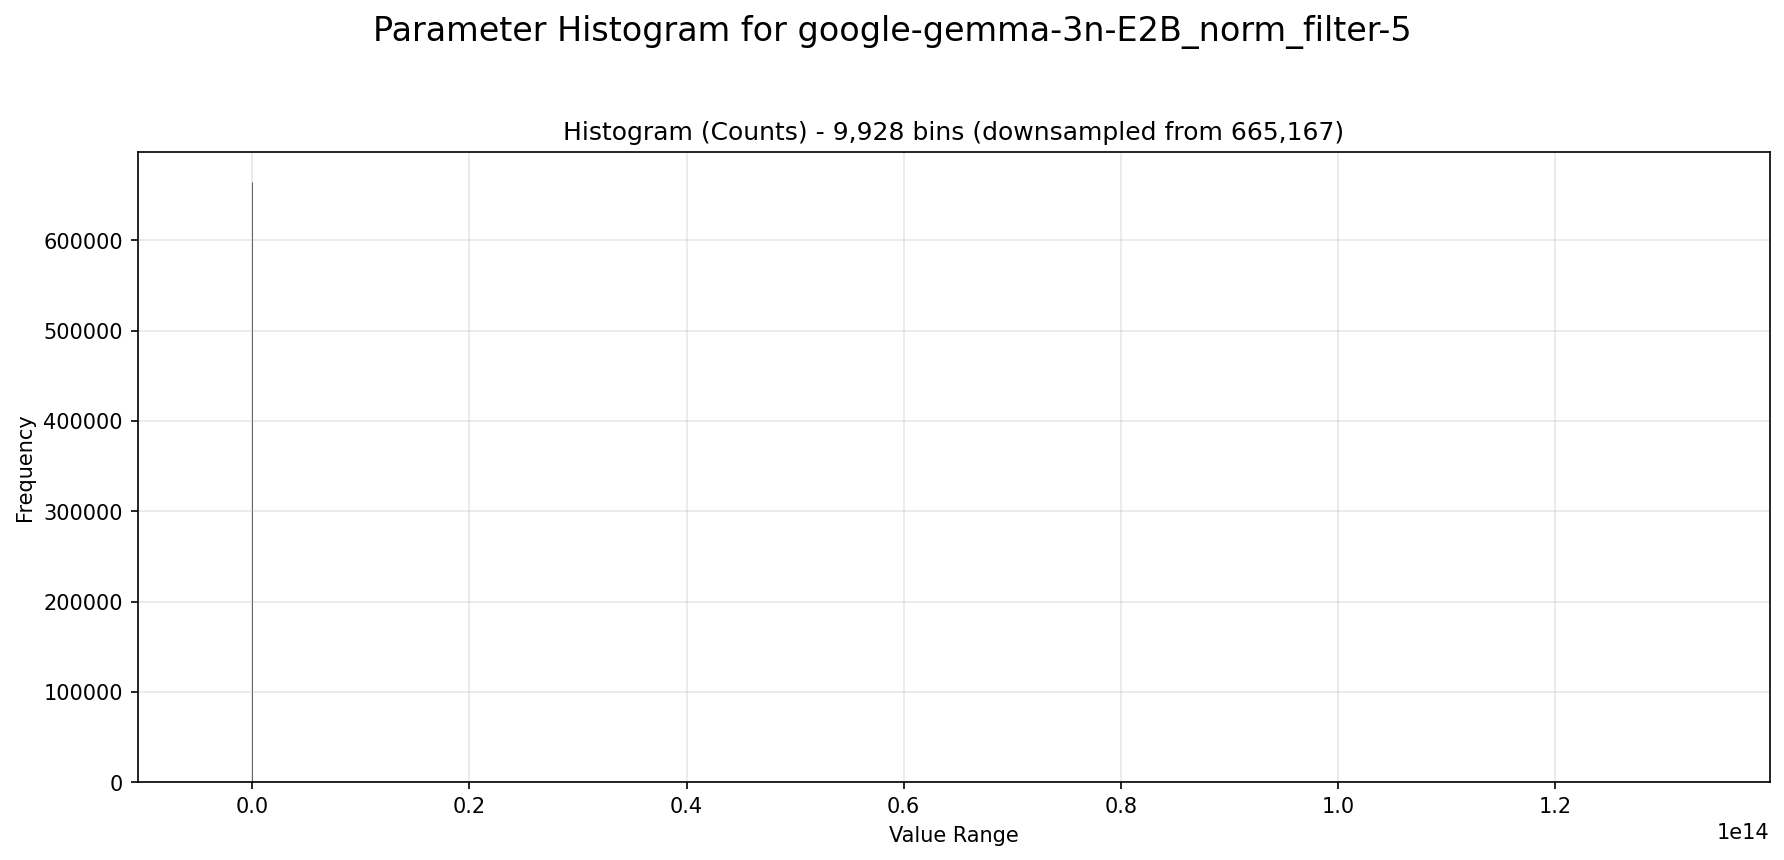 Parameter Histogram for google-gemma-3n-E2B_norm_filter-5
Histogram (Counts) - 9,928 bins (downsampled from 665,167)
Frequency
600000
500000
400000
300000
200000
100000
0
0.0 0.2 0.4 0.6 0.8 1.0 1.2
1e14
Value Range